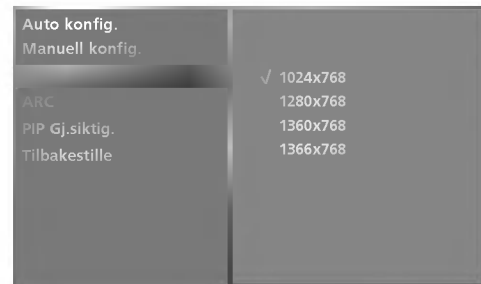 Auto konfig.
Manuell konfig.
ARC
PIP Gj.siktig.
Tilbakestille
√ 1024x768
1280x768
1360x768
1366x768